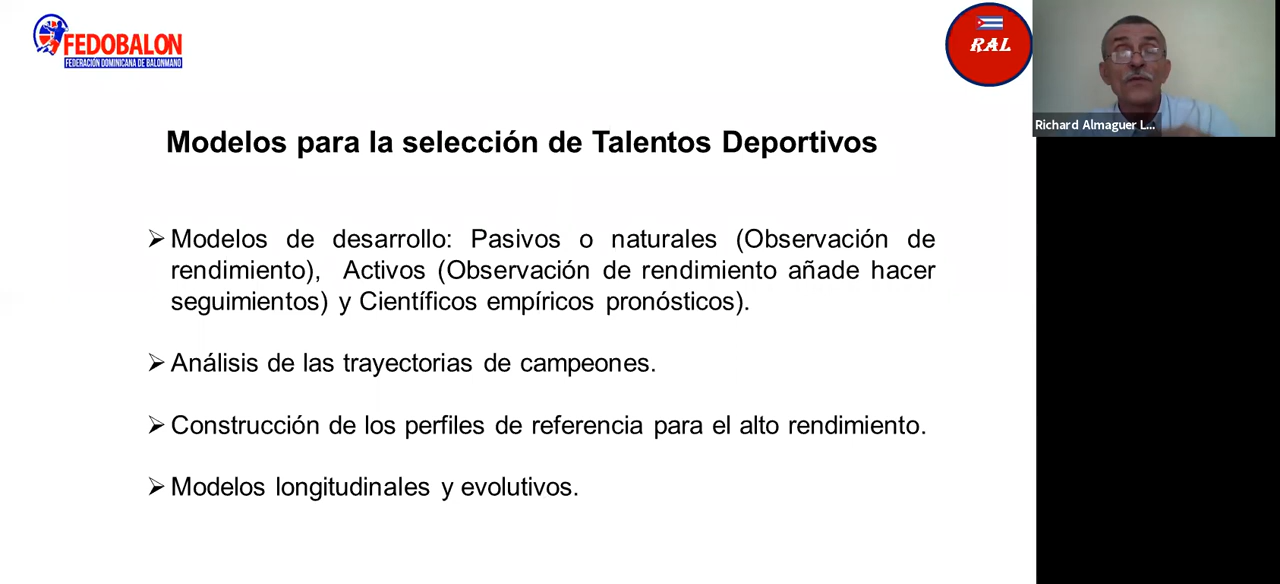 FEDOBALON
FEDERACIÓN DOMINICANA DE BALONMANO
RAL
Richard Almaguer L...
Modelos para la selección de Talentos Deportivos
Modelos de desarrollo: Pasivos o naturales (Observación de
rendimiento), Activos (Observación de rendimiento añade hacer
seguimientos) y Científicos empíricos pronósticos).
Análisis de las trayectorias de campeones.
Construcción de los perfiles de referencia para el alto rendimiento.
Modelos longitudinales y evolutivos.